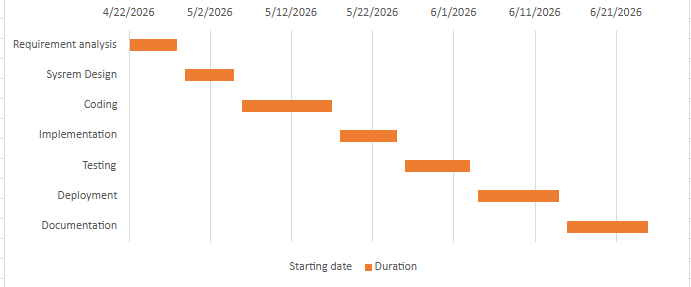 4/22/2026 5/2/2026 5/12/2026 5/22/2026 6/1/2026 6/11/2026 6/21/2026
Requirement analysis
Sysrem Design
Coding
Implementation
Testing
Deployment
Documentation
Starting date Duration